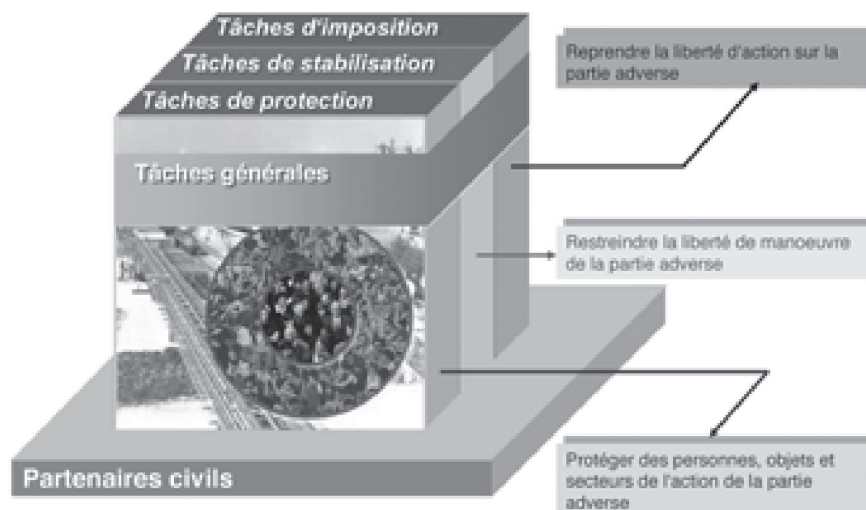 Tâches d'imposition
Tâches de stabilisation
Tâches de protection
Tâches générales
Partenaires civils
Reprendre la liberté d'action sur la
partie adverse
Restreindre la liberté de manoeuvre
de la partie adverse
Protéger des personnes, objets et
secteurs de l'action de la partie
adverse